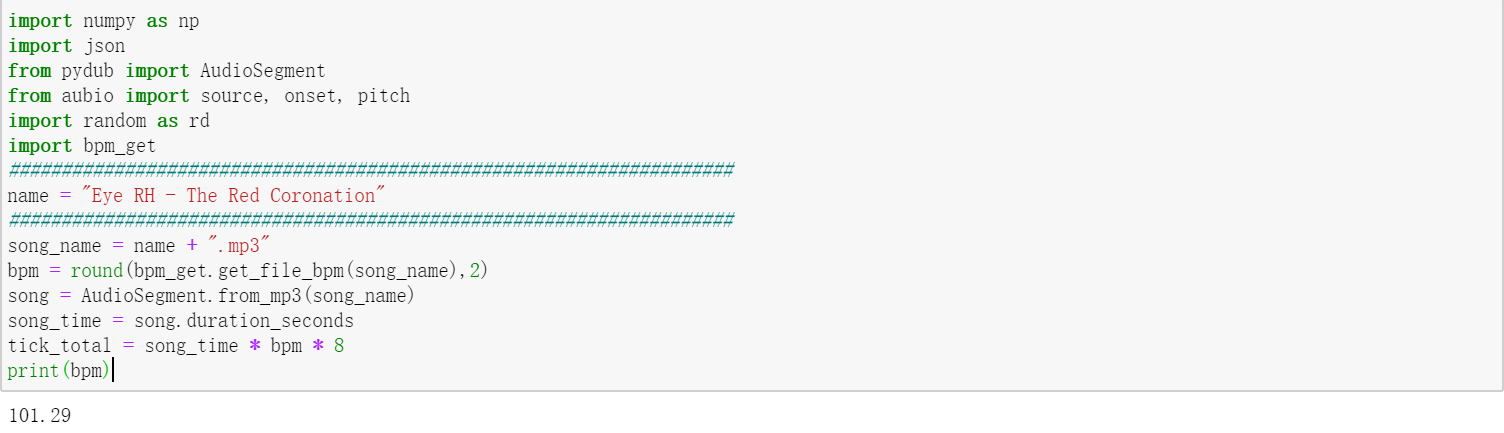 import numpy as np
import json
from pydub import AudioSegment
from aubio import source, onset, pitch
import random as rd
import bpm_get
#####################################################################
name = "Eye RH - The Red Coronation"
#####################################################################
song_name = name + ".mp3"
bpm = round(bpm_get.get_file_bpm(song_name),2)
song = AudioSegment.from_mp3(song_name)
song_time = song.duration_seconds
tick_total = song_time * bpm * 8
print(bpm)
101.29